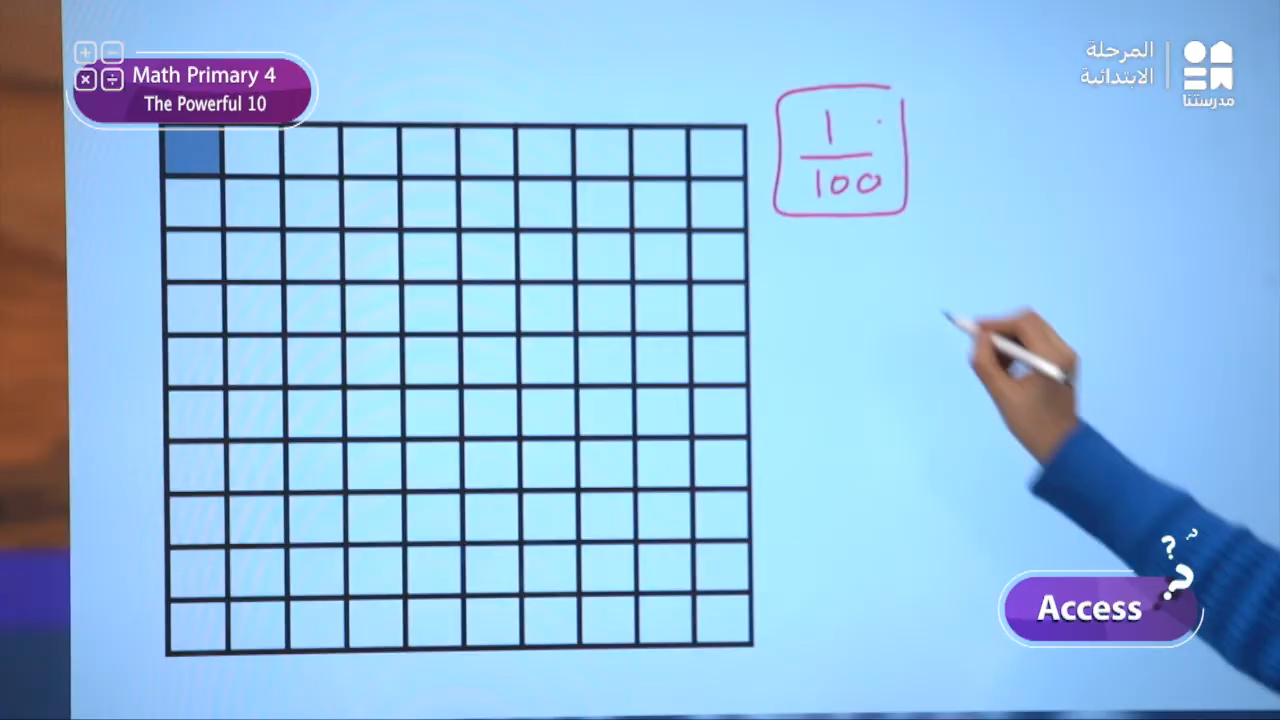 Math Primary 4
The Powerful 10
المرحلة
الابتدائية
مدرستنا
1
100
Access